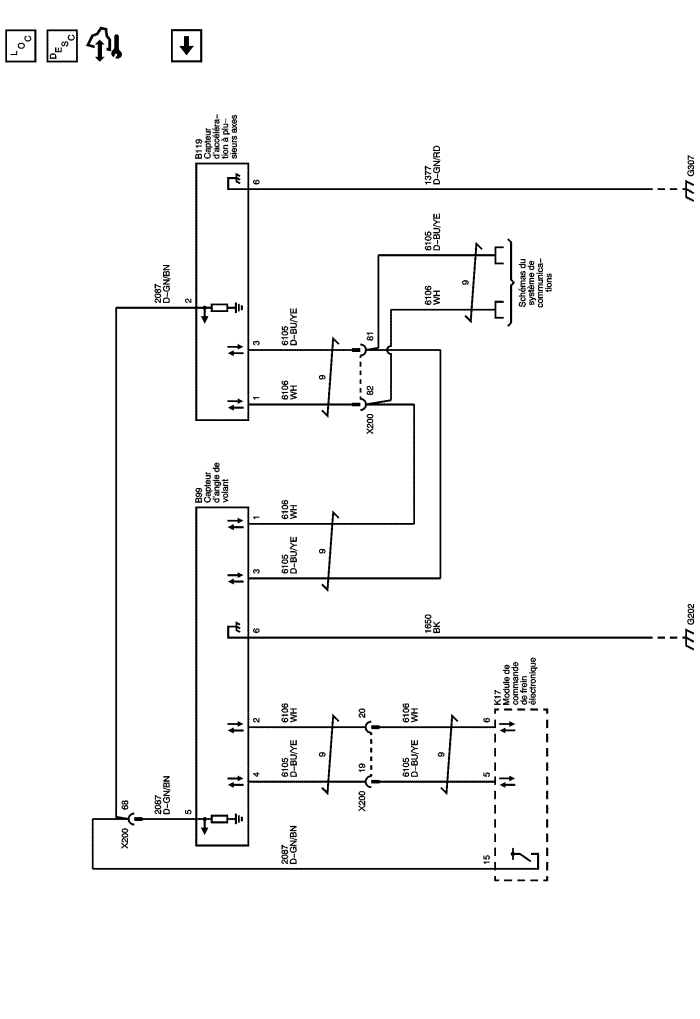 LOC
DESC
B119
Capteur
d'accéléra–
tion à plu–
sieurs axes
6
1377
D–GN/RD
G307
2087
D–GN/BN
2
3
6105
D–BU/YE
9
81
1
6106
WH
82
X200
6105
D–BU/YE
6106
WH
9
Schémas du
système de
communica–
tions
B99
Capteur
d'angle de
volant
1
6106
WH
3
6105
D–BU/YE
9
6
1650
BK
G202
2
6106
WH
20
6106
WH
6
4
6105
D–BU/YE
9
19
X200
6105
D–BU/YE
9
5
K17
Module de
commande
de frein
électronique
68
X200
2087
D–GN/BN
5
2087
D–GN/BN
15